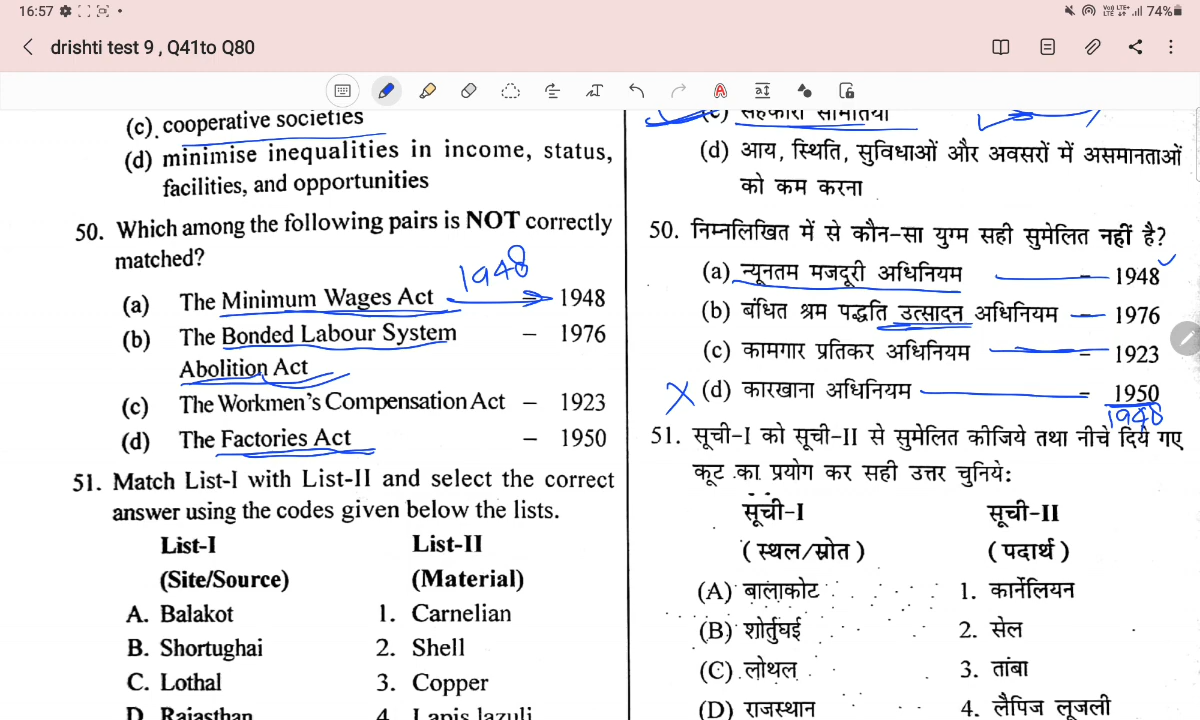 16:57
74%
drishti test 9 , Q41to Q80
(c). cooperative societies
(d) minimise inequalities in income, status,
facilities, and opportunities
50. Which among the following pairs is NOT correctly
matched?
1948
(a) The Minimum Wages Act – 1948
(b) The Bonded Labour System – 1976
Abolition Act
(c) The Workmen's Compensation Act – 1923
(d) The Factories Act – 1950
51. Match List-I with List-II and select the correct
answer using the codes given below the lists.
List-I List-II
(Site/Source) (Material)
A. Balakot 1. Carnelian
B. Shortughai 2. Shell
C. Lothal 3. Copper
D. Rajasthan 4. Lapis lazuli
(c) सहकारी समितियां
(d) आय, स्थिति, सुविधाओं और अवसरों में असमानताओं
को कम करना
50. निम्नलिखित में से कौन-सा युग्म सही सुमेलित नहीं है?
(a) न्यूनतम मजदूरी अधिनियम – 1948
(b) बंधित श्रम पद्धति उत्सादन अधिनियम – 1976
(c) कामगार प्रतिकर अधिनियम – 1923
(d) कारखाना अधिनियम – 1950
1948
51. सूची-I को सूची-II से सुमेलित कीजिये तथा नीचे दिये गए
कूट का प्रयोग कर सही उत्तर चुनिये:
सूची-I सूची-II
(स्थल/स्रोत) (पदार्थ)
(A) बालाकोट 1. कार्नेलियन
(B) शोर्तुघई 2. सेल
(C) लोथल 3. तांबा
(D) राजस्थान 4. लैपिज लूजली